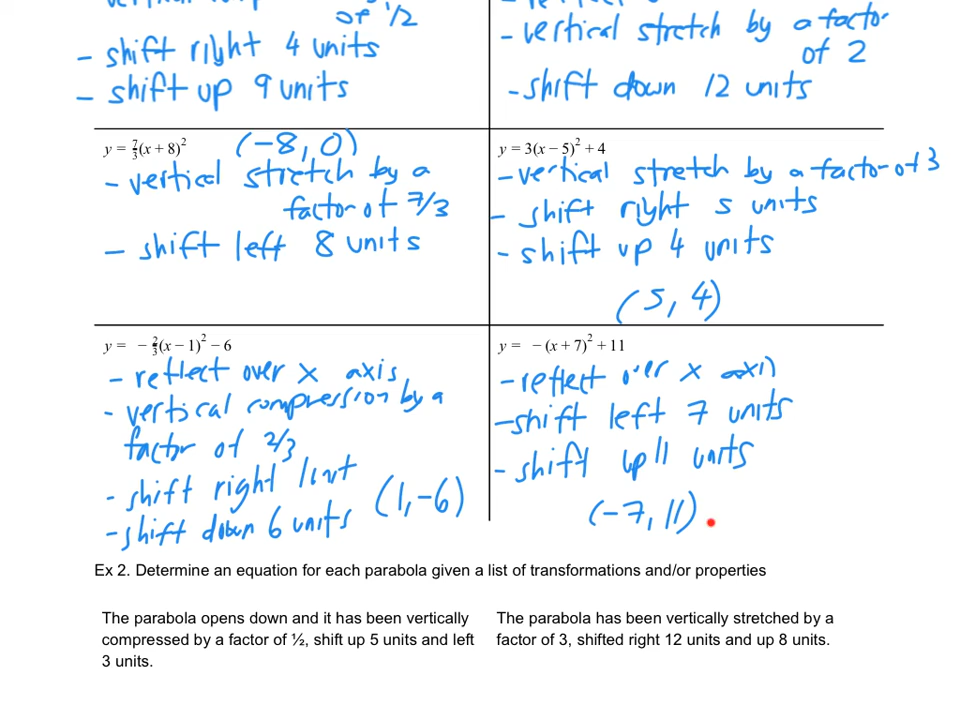 of 1/2
- shift right 4 units
- shift up 9 units
- vertical stretch by a factor
of 2
- shift down 12 units
y = 7/3(x + 8)² (-8, 0)
- vertical stretch by a
factor of 7/3
- shift left 8 units
y = 3(x − 5)² + 4
- vertical stretch by a factor of 3
- shift right 5 units
- shift up 4 units
(5, 4)
y = − 2/3(x − 1)² − 6
- reflect over x axis
- vertical compression by a
factor of 2/3
- shift right 1 unit
- shift down 6 units (1, -6)
y = − (x + 7)² + 11
- reflect over x axis
- shift left 7 units
- shift up 11 units
(-7, 11)
Ex 2. Determine an equation for each parabola given a list of transformations and/or properties
The parabola opens down and it has been vertically
compressed by a factor of ½, shift up 5 units and left
3 units.
The parabola has been vertically stretched by a
factor of 3, shifted right 12 units and up 8 units.